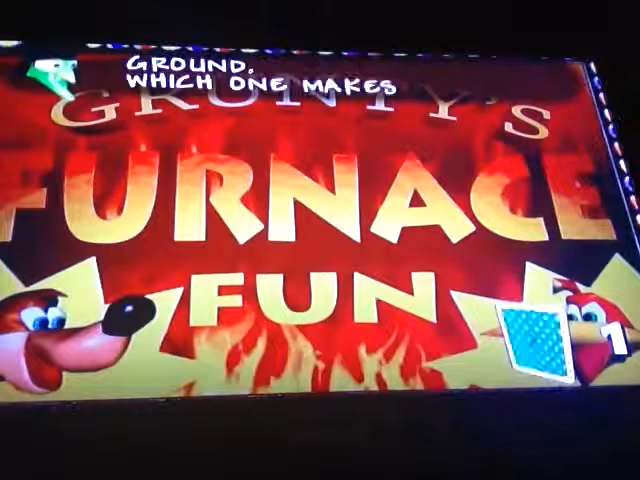 GROUND.
WHICH ONE MAKES
GRUNTY'S
FURNACE
FUN
1